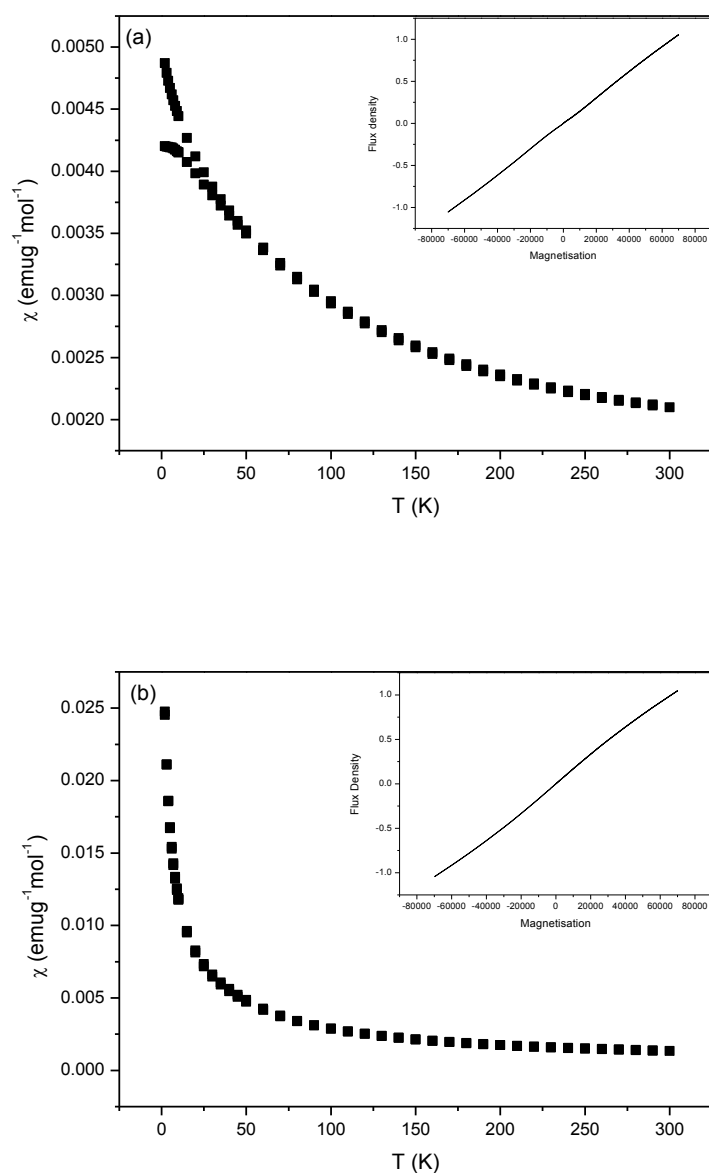 (a)
0.0050
0.0045
0.0040
0.0035
0.0030
0.0025
0.0020
χ (emug⁻¹mol⁻¹)
0 50 100 150 200 250 300
T (K)
1.0
0.5
0.0
-0.5
-1.0
Flux density
-80000 -60000 -40000 -20000 0 20000 40000 60000 80000
Magnetisation
(b)
0.025
0.020
0.015
0.010
0.005
0.000
χ (emug⁻¹mol⁻¹)
0 50 100 150 200 250 300
T (K)
1.0
0.5
0.0
-0.5
-1.0
Flux Density
-80000 -60000 -40000 -20000 0 20000 40000 60000 80000
Magnetisation